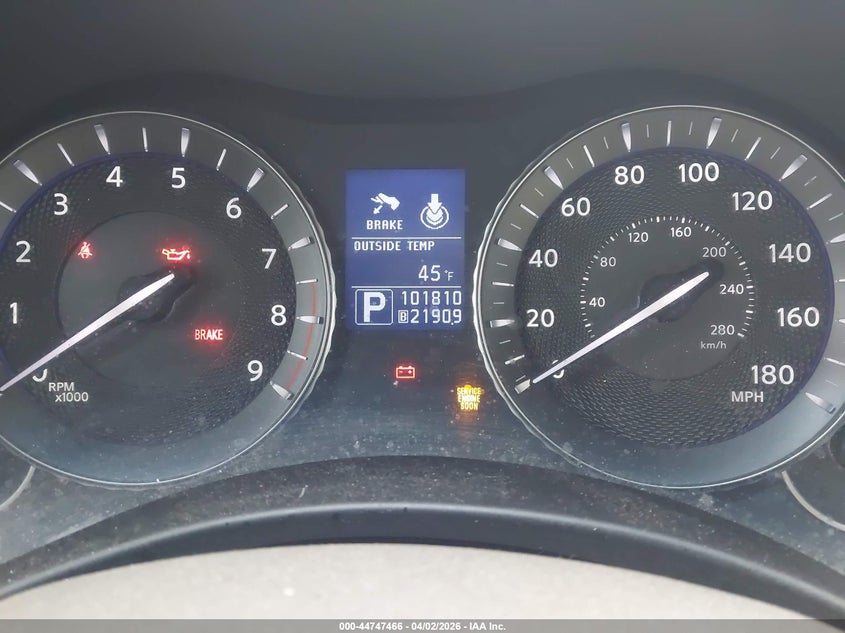 1
2
3
4
5
6
7
8
9
RPM
x1000
BRAKE
BRAKE
OUTSIDE TEMP
45°F
P
101810
B 21909
SERVICE
ENGINE
SOON
20
40
60
80
100
120
140
160
180
MPH
40
80
120
160
200
240
280
km/h
000-44747466 - 04/02/2026 - IAA Inc.